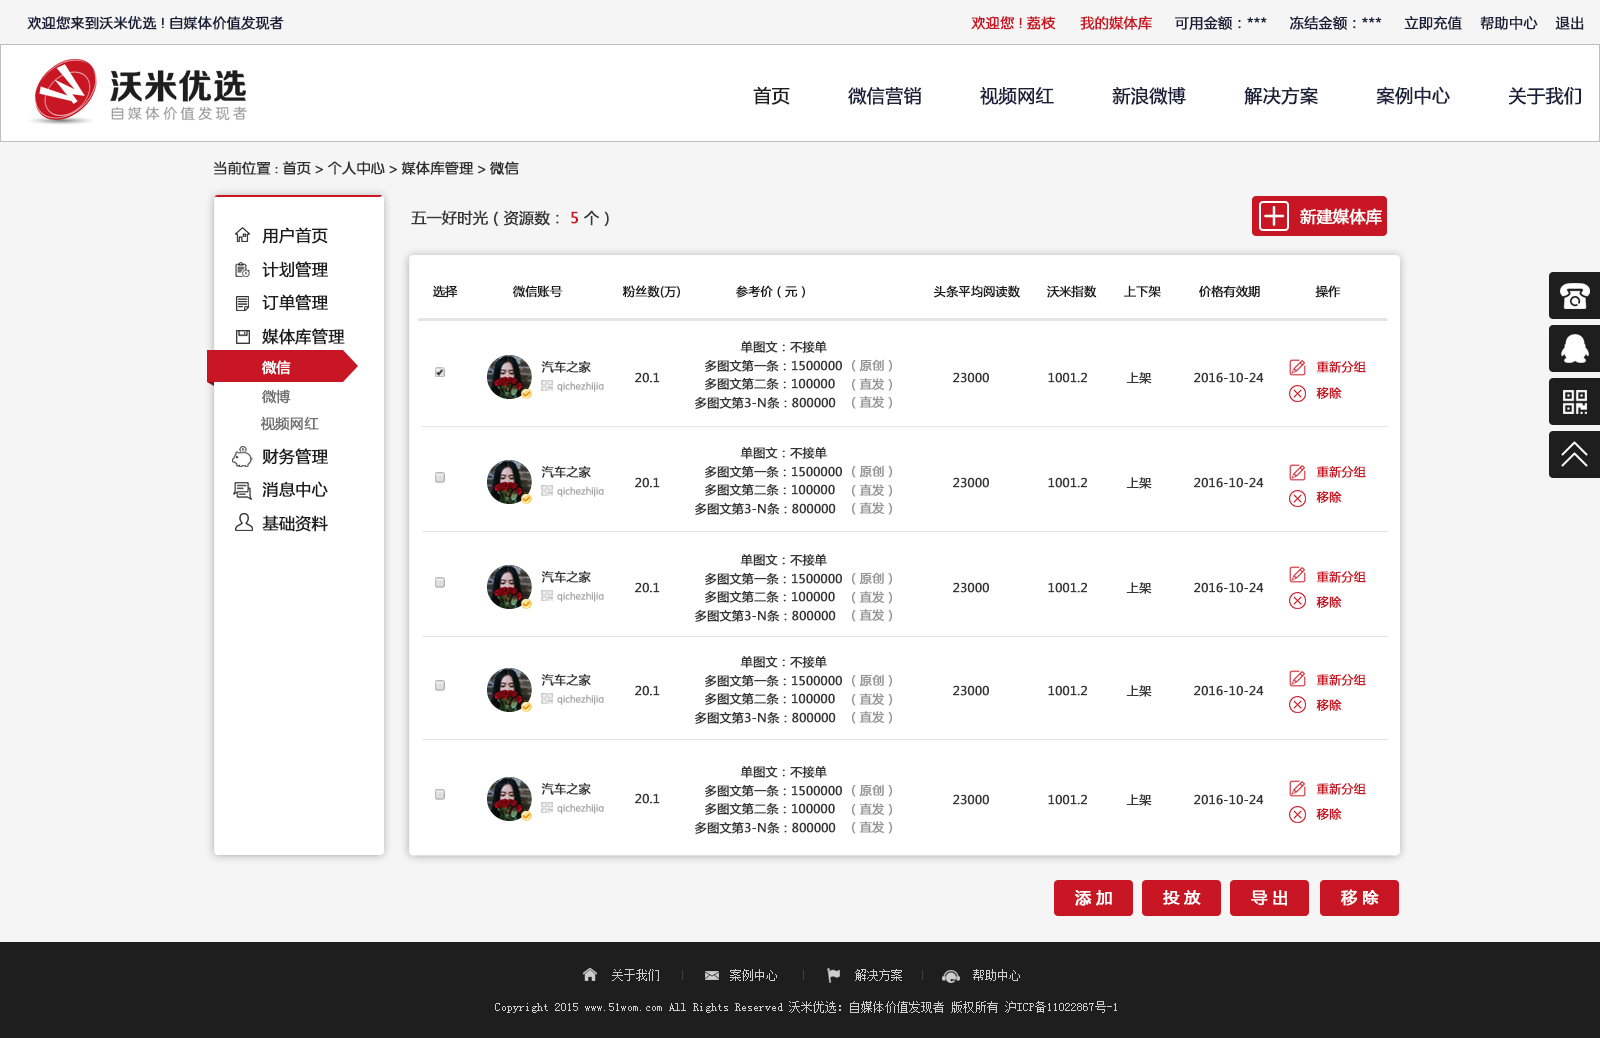 欢迎您来到沃米优选！自媒体价值发现者
欢迎您！荔枝 我的媒体库 可用金额：*** 冻结金额：*** 立即充值 帮助中心 退出
沃米优选
自媒体价值发现者
首页 微信营销 视频网红 新浪微博 解决方案 案例中心 关于我们
当前位置 : 首页 > 个人中心 > 媒体库管理 > 微信
用户首页
计划管理
订单管理
媒体库管理
微信
微博
视频网红
财务管理
消息中心
基础资料
五一好时光（资源数： 5 个）
新建媒体库
选择 微信账号 粉丝数(万) 参考价（元） 头条平均阅读数 沃米指数 上下架 价格有效期 操作
单图文：不接单
汽车之家 多图文第一条：1500000（原创） 重新分组
20.1 23000 1001.2 上架 2016-10-24
qichezhijia 多图文第二条：100000（直发） 移除
多图文第3-N条：800000（直发）
单图文：不接单
汽车之家 多图文第一条：1500000（原创） 重新分组
20.1 23000 1001.2 上架 2016-10-24
qichezhijia 多图文第二条：100000（直发） 移除
多图文第3-N条：800000（直发）
单图文：不接单
汽车之家 多图文第一条：1500000（原创） 重新分组
20.1 23000 1001.2 上架 2016-10-24
qichezhijia 多图文第二条：100000（直发） 移除
多图文第3-N条：800000（直发）
单图文：不接单
汽车之家 多图文第一条：1500000（原创） 重新分组
20.1 23000 1001.2 上架 2016-10-24
qichezhijia 多图文第二条：100000（直发） 移除
多图文第3-N条：800000（直发）
单图文：不接单
汽车之家 多图文第一条：1500000（原创） 重新分组
20.1 23000 1001.2 上架 2016-10-24
qichezhijia 多图文第二条：100000（直发） 移除
多图文第3-N条：800000（直发）
添加 投放 导出 移除
关于我们 案例中心 解决方案 帮助中心
Copyright 2015 www.51wom.com All Rights Reserved 沃米优选：自媒体价值发现者 版权所有 沪ICP备11022867号-1